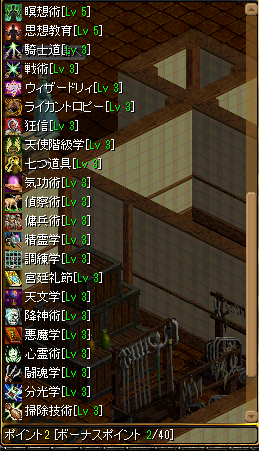 瞑想術[Lv 5]
思想教育[Lv 5]
騎士道[Lv 3]
戦術[Lv 3]
ウィザードリィ[Lv 3]
ライカントロピー[Lv 3]
狂信[Lv 3]
天使階級学[Lv 3]
七つ道具[Lv 3]
気功術[Lv 3]
偵察術[Lv 3]
傭兵術[Lv 3]
精霊学[Lv 3]
調練学[Lv 3]
宮廷礼節[Lv 3]
天文学[Lv 3]
降神術[Lv 3]
悪魔学[Lv 3]
心霊術[Lv 3]
闘魂学[Lv 3]
分光学[Lv 3]
掃除技術[Lv 3]
ポイント2 [ボーナスポイント 2/40]